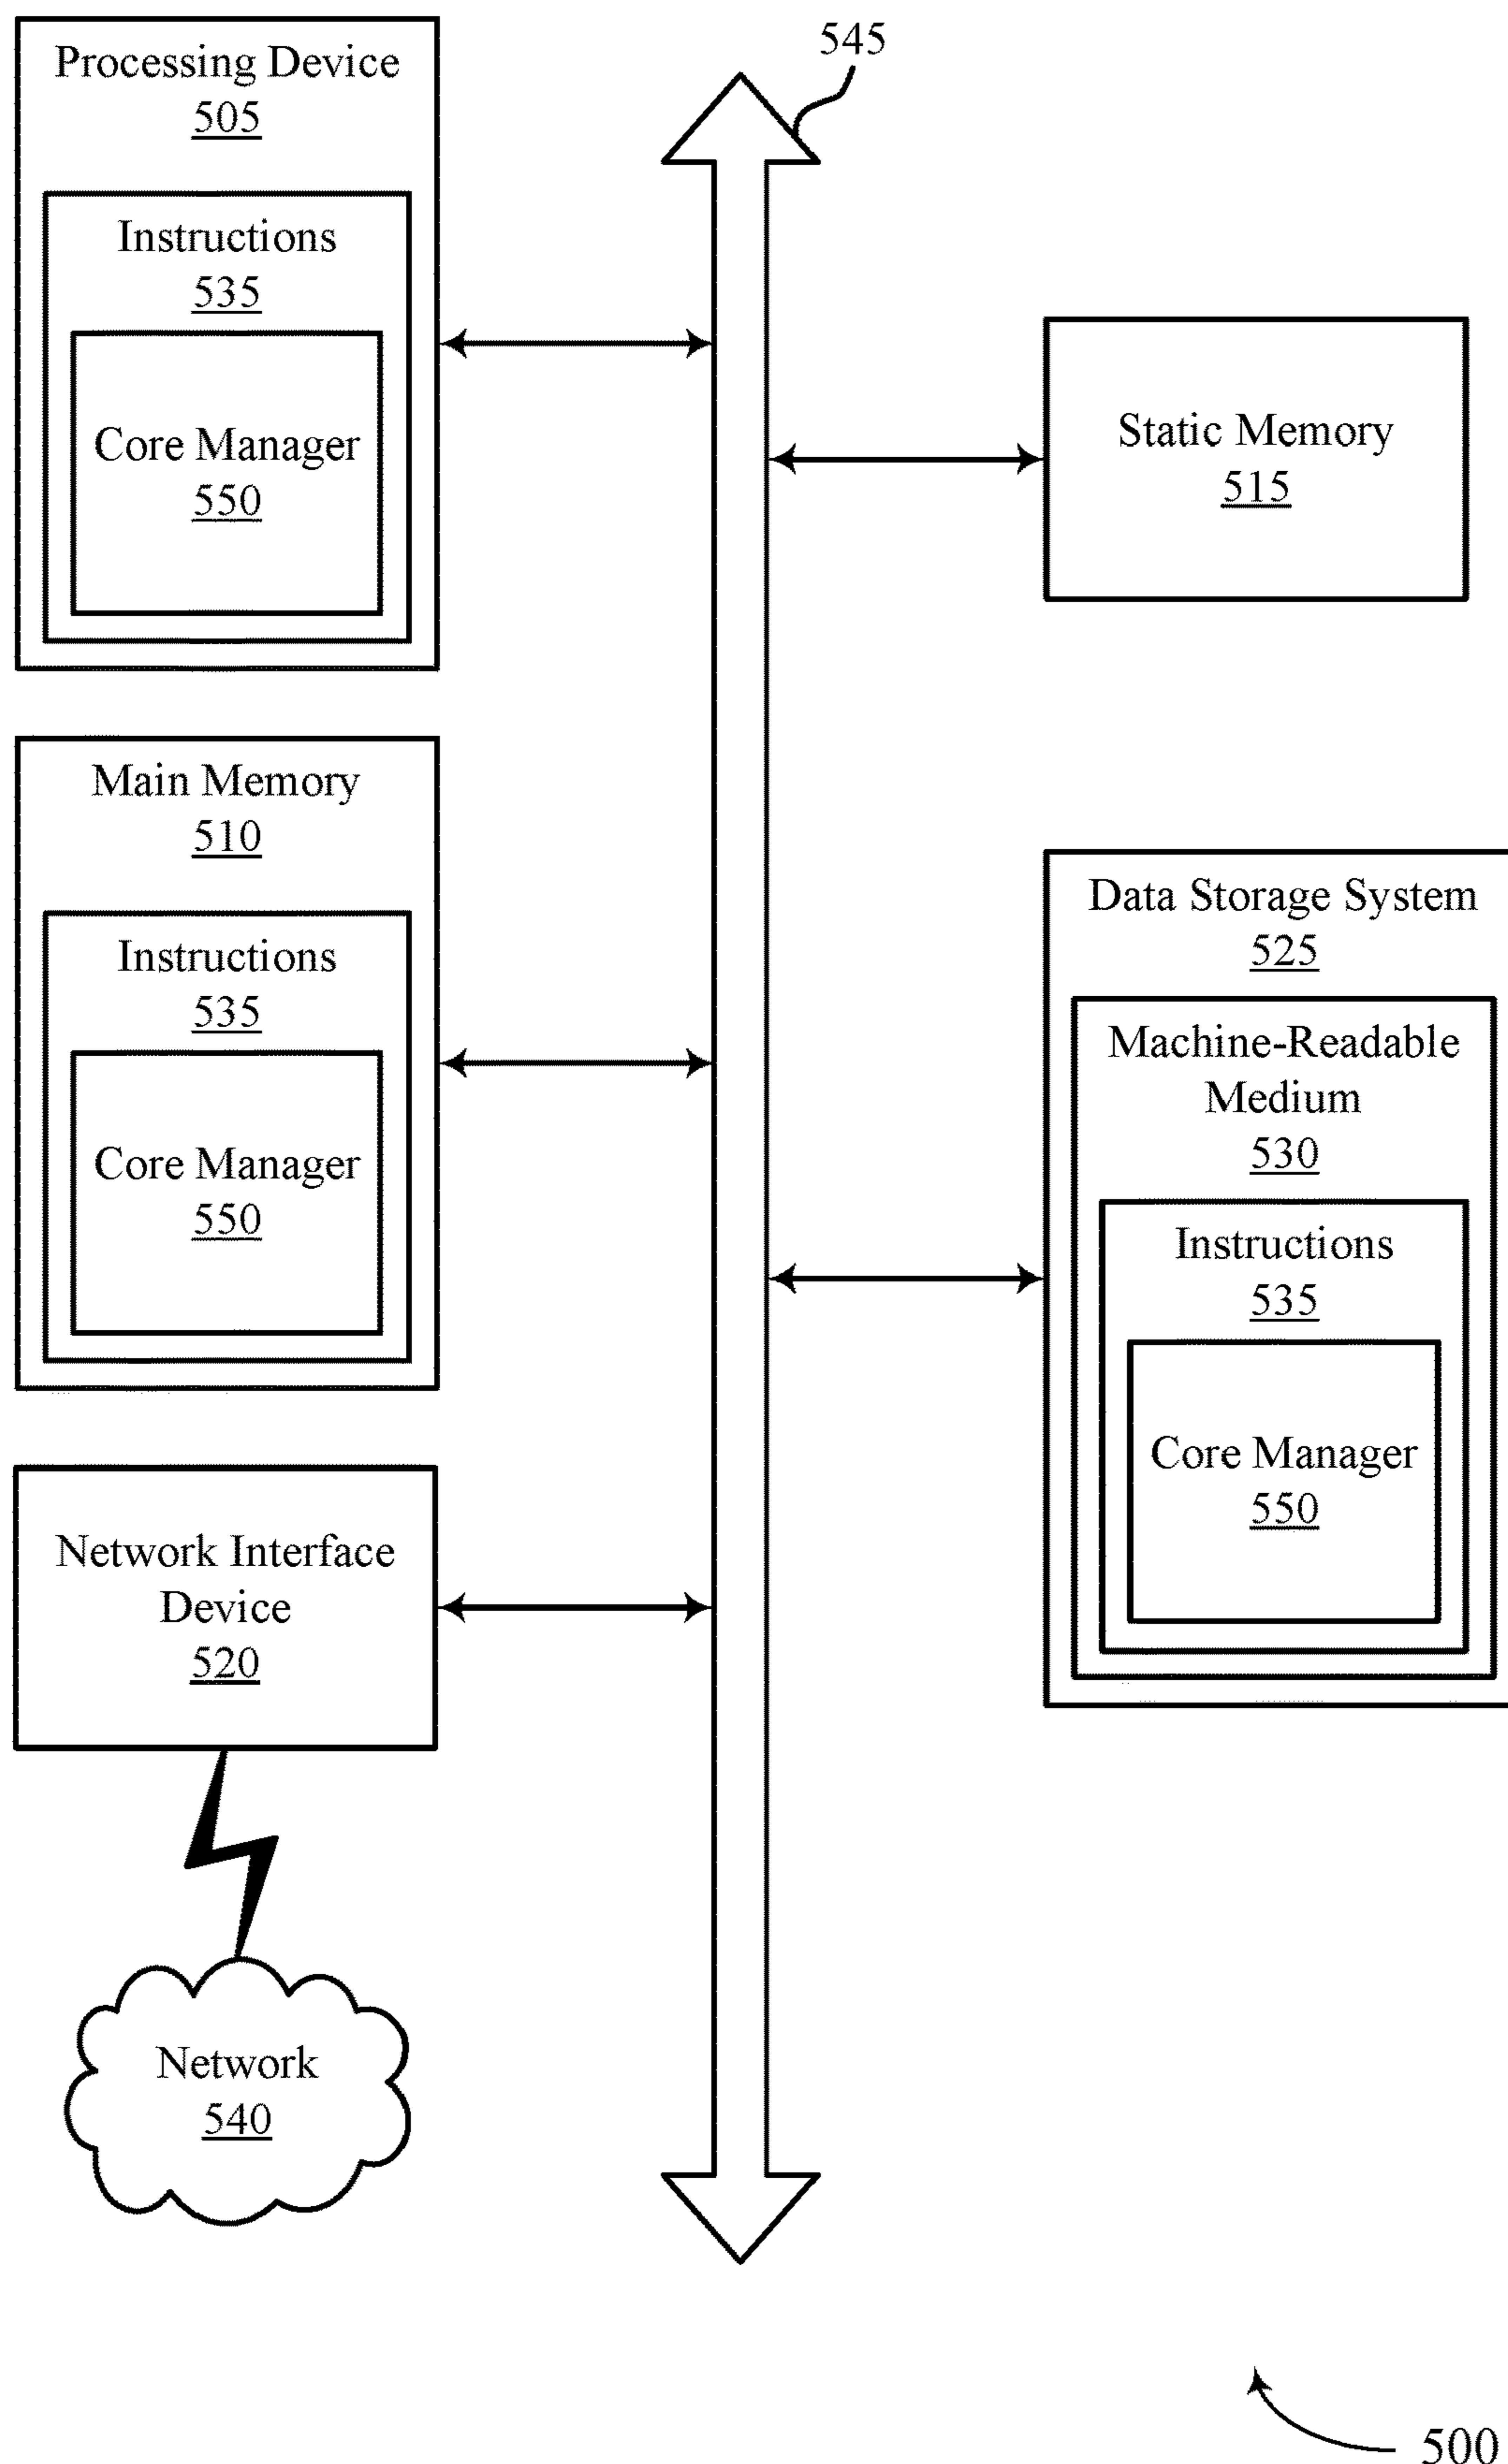 Processing Device
505
Instructions
535
Core Manager
550
545
Static Memory
515
Main Memory
510
Instructions
535
Core Manager
550
Data Storage System
525
Machine-Readable
Medium
530
Instructions
535
Core Manager
550
Network Interface
Device
520
Network
540
500